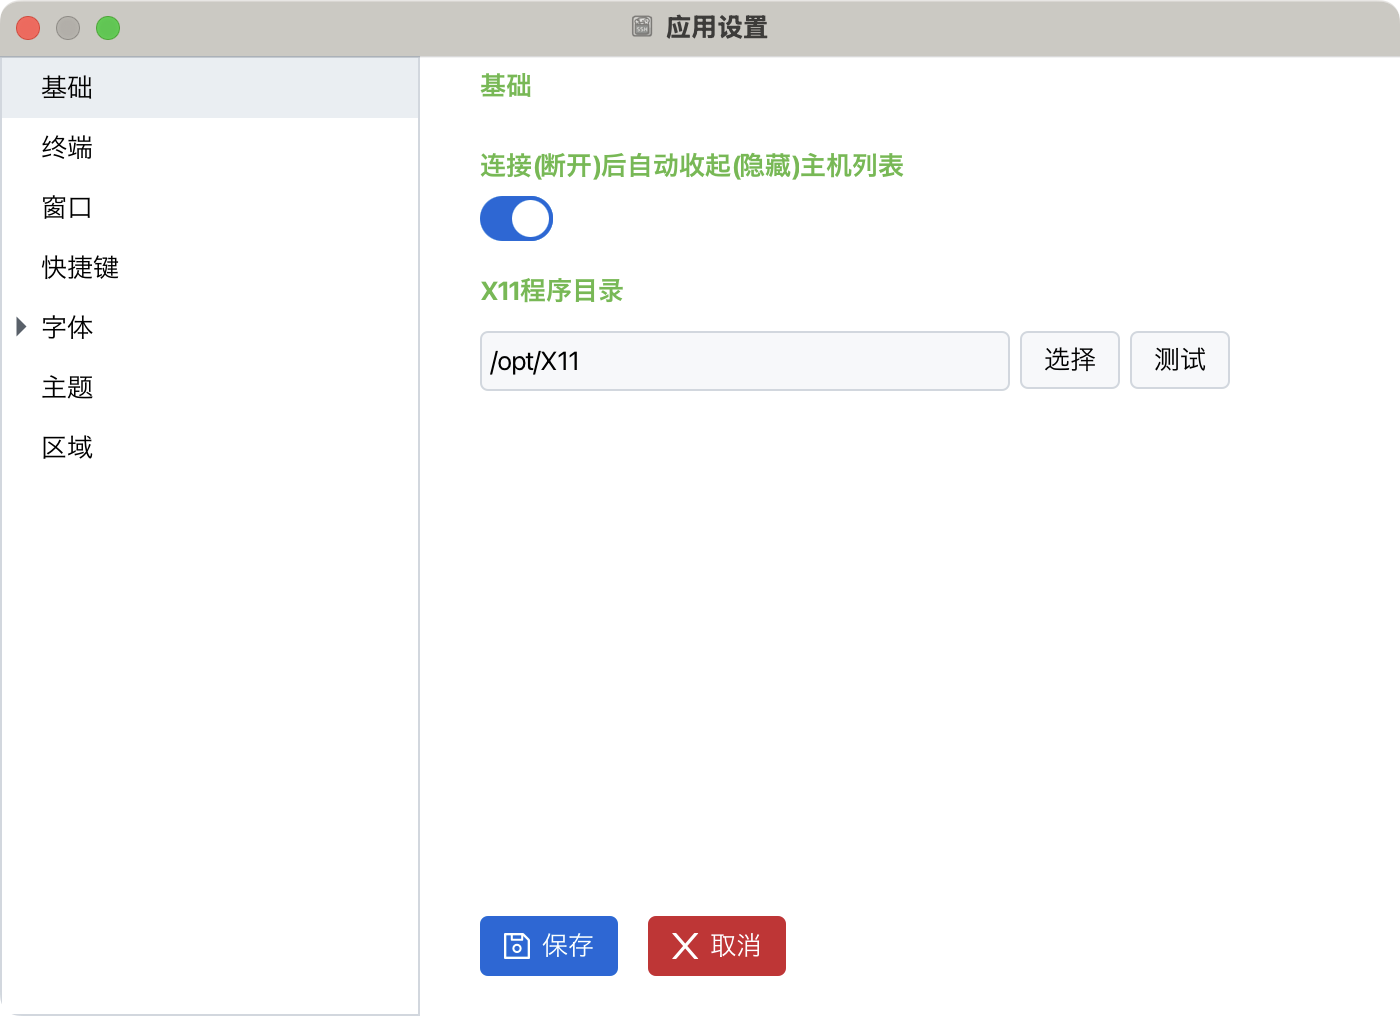 应用设置
基础
终端
窗口
快捷键
字体
主题
区域
基础
连接(断开)后自动收起(隐藏)主机列表
X11程序目录
/opt/X11
选择
测试
保存
取消